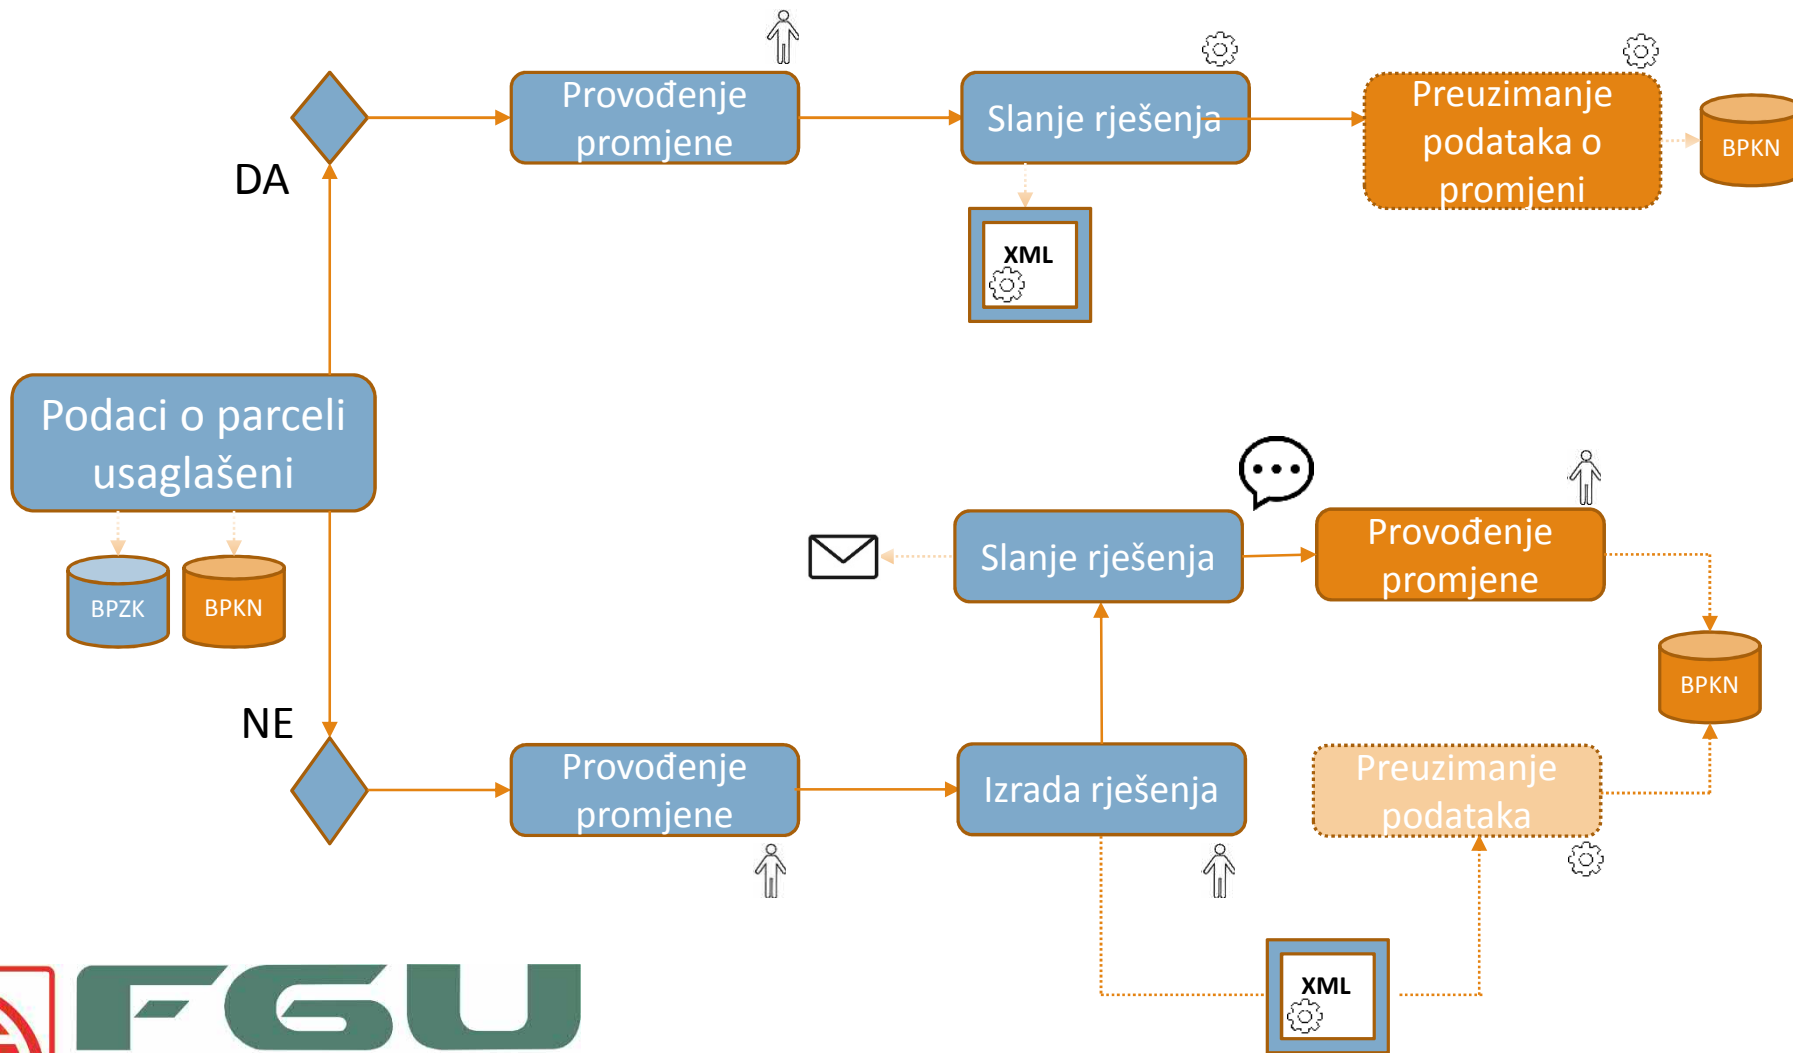 Provođenje
promjene
Slanje rješenja
Preuzimanje
podataka o
promjeni
BPKN
DA
XML
Podaci o parceli
usaglašeni
BPZK
BPKN
Slanje rješenja
Provođenje
promjene
BPKN
NE
Provođenje
promjene
Izrada rješenja
Preuzimanje
podataka
XML
FGU